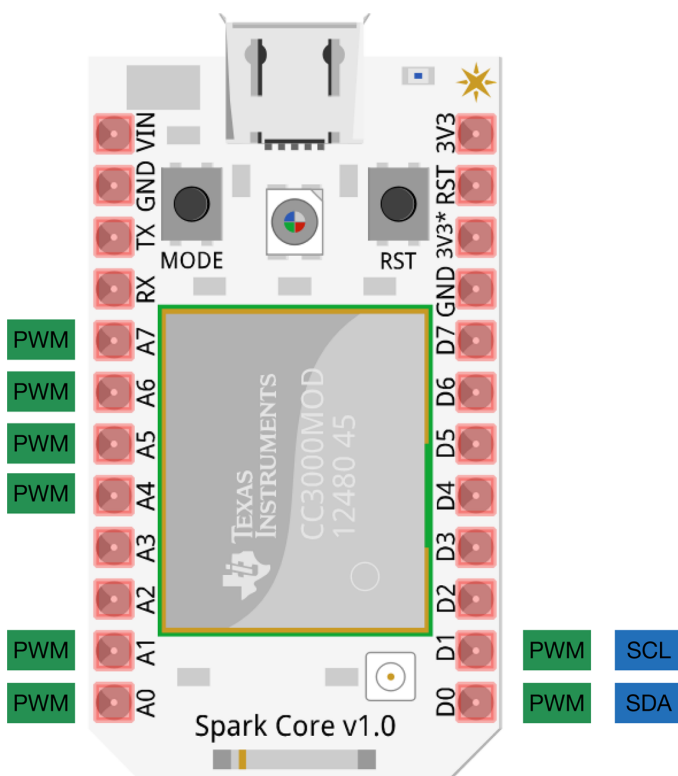 VIN
GND
TX
RX
PWM A7
PWM A6
PWM A5
PWM A4
A3
A2
PWM A1
PWM A0
MODE
RST
TEXAS
INSTRUMENTS
CC3000MOD
12480 45
3V3
RST
3V3*
GND
D7
D6
D5
D4
D3
D2
D1 PWM SCL
D0 PWM SDA
Spark Core v1.0